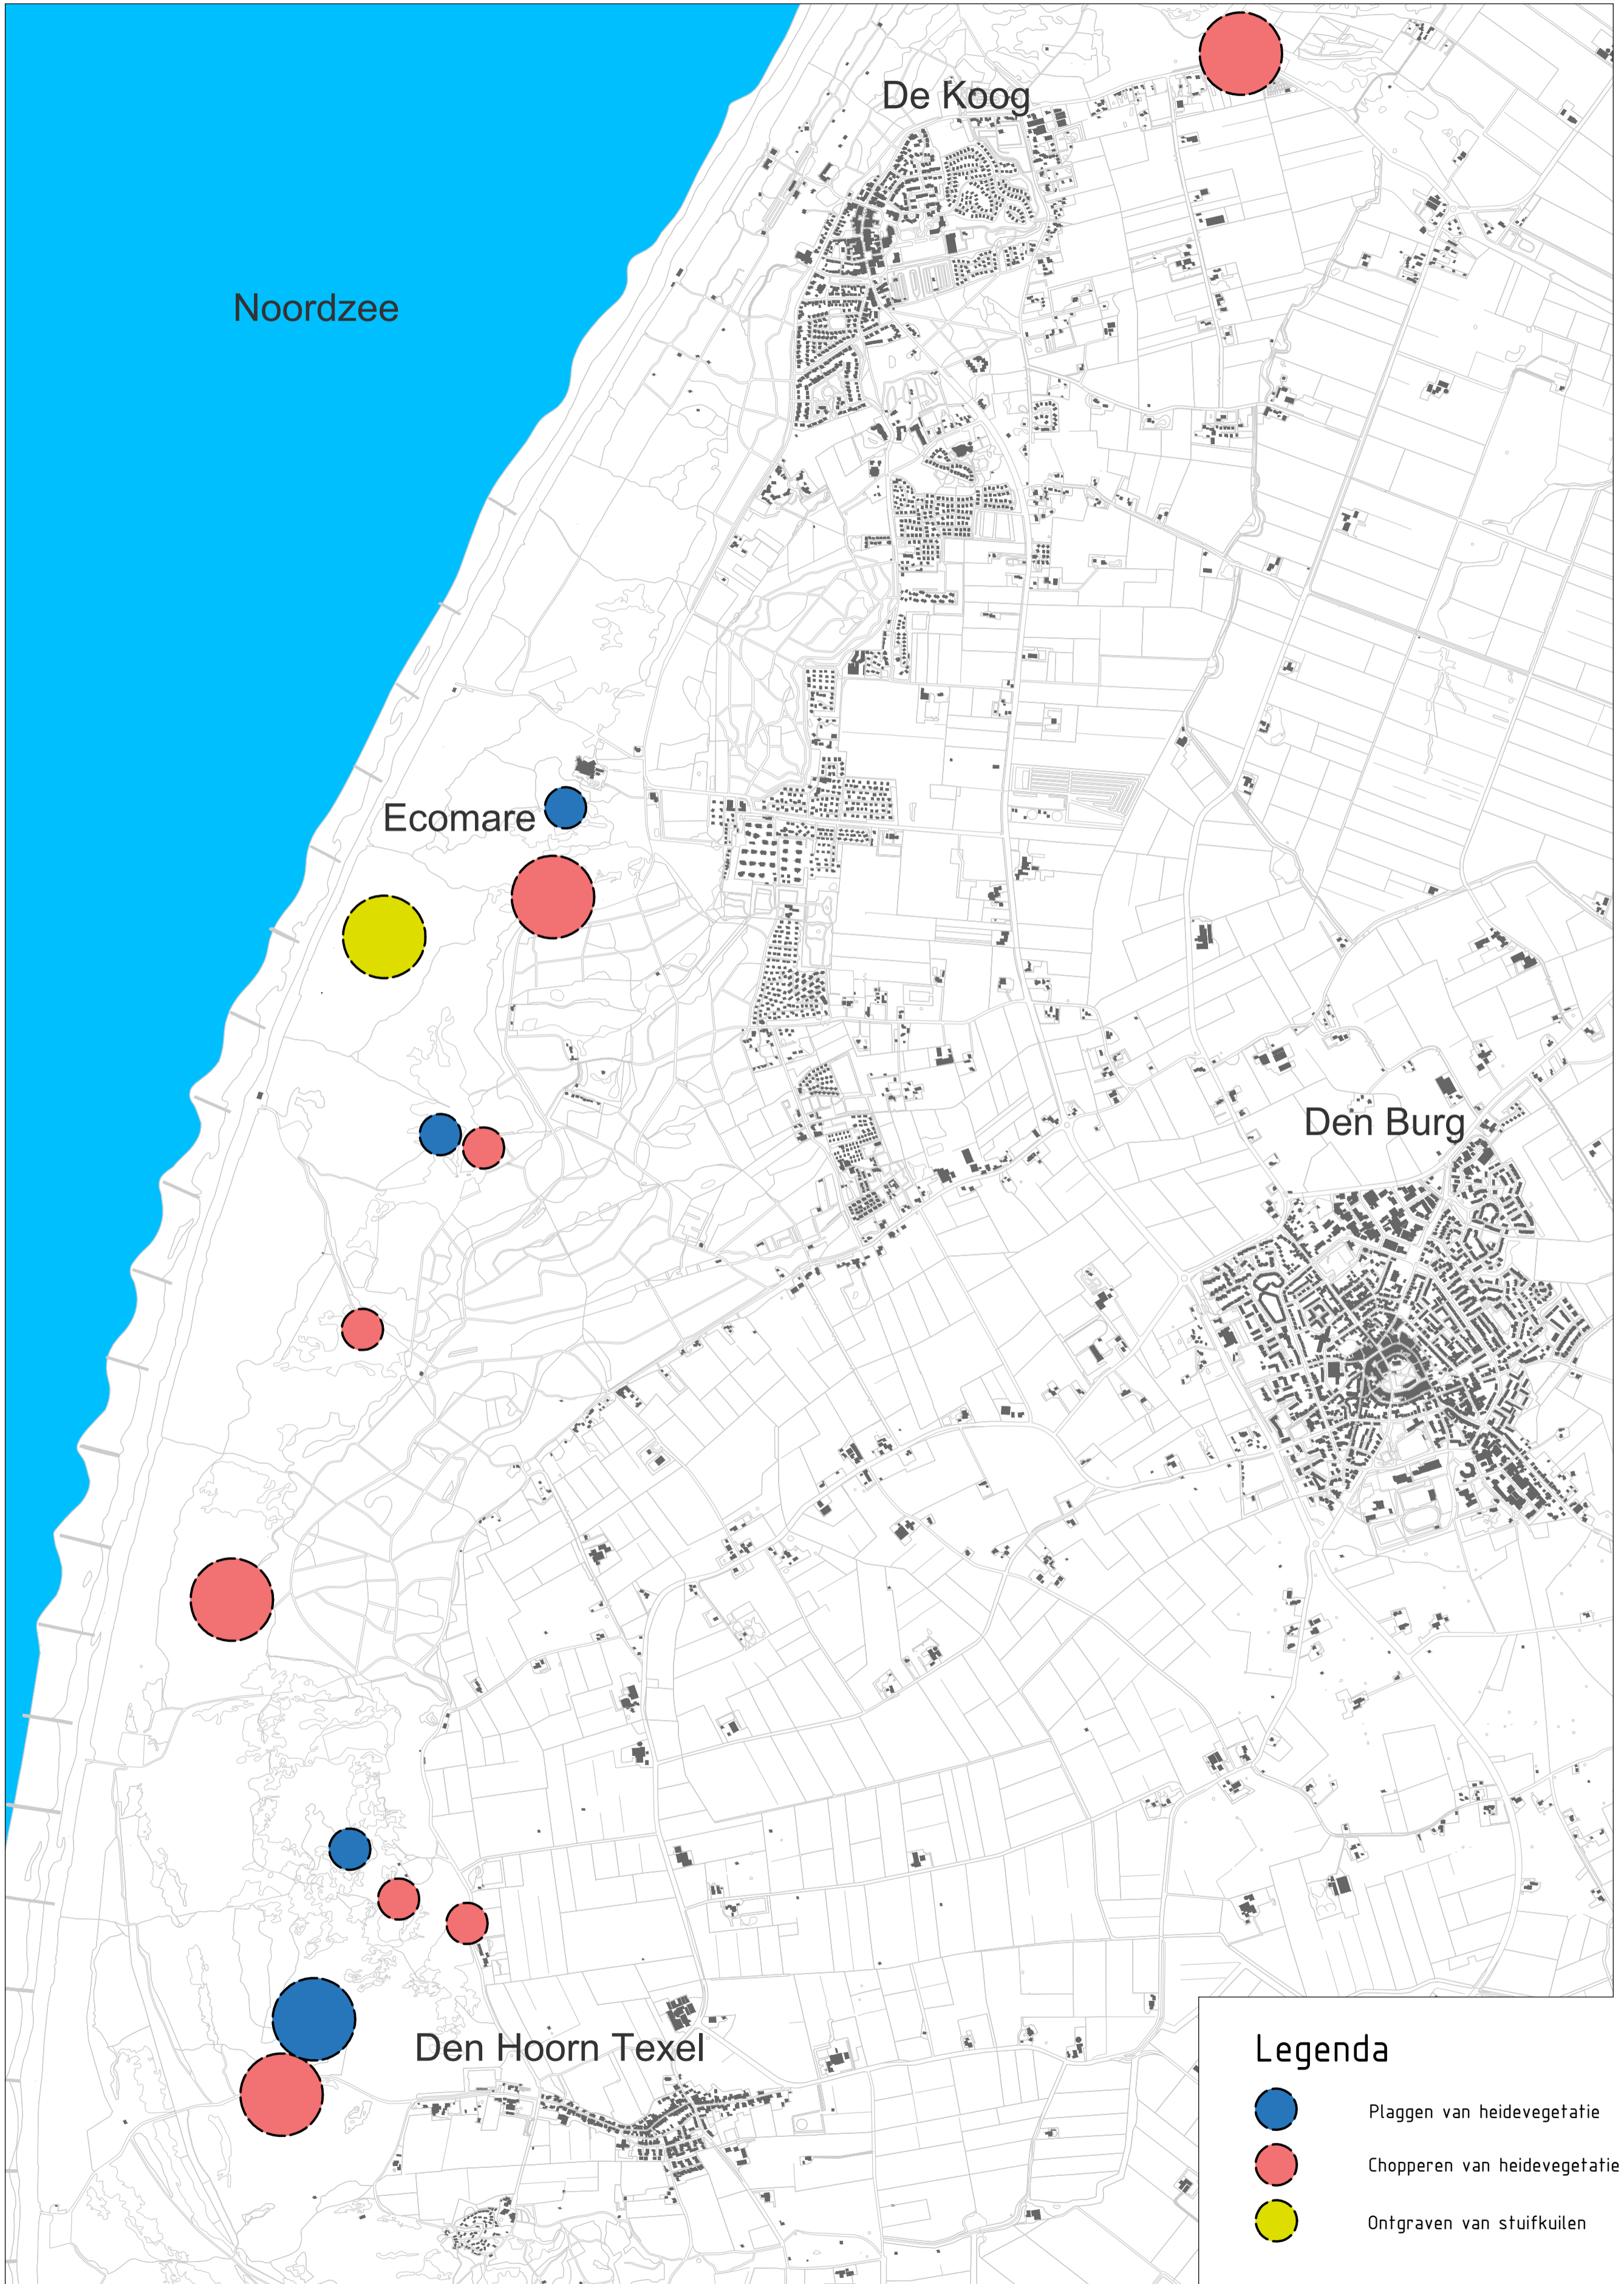 De Koog
Noordzee
Ecomare
Den Burg
Den Hoorn Texel
Legenda
Plaggen van heidevegetatie
Chopperen van heidevegetatie
Ontgraven van stuifkuilen